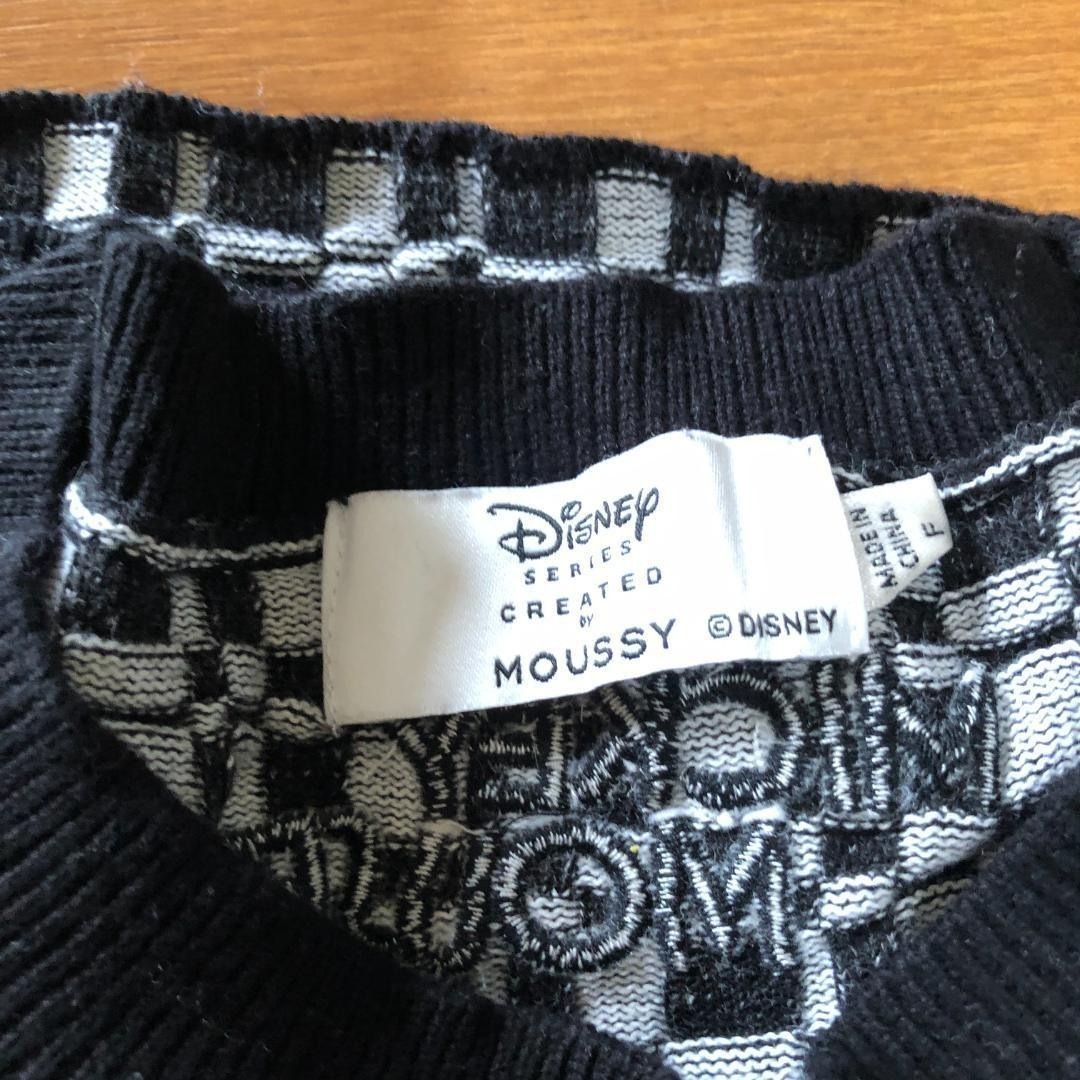 Disney
SERIES
CREATED
BY
MOUSSY ©DISNEY
MADE IN
CHINA
F